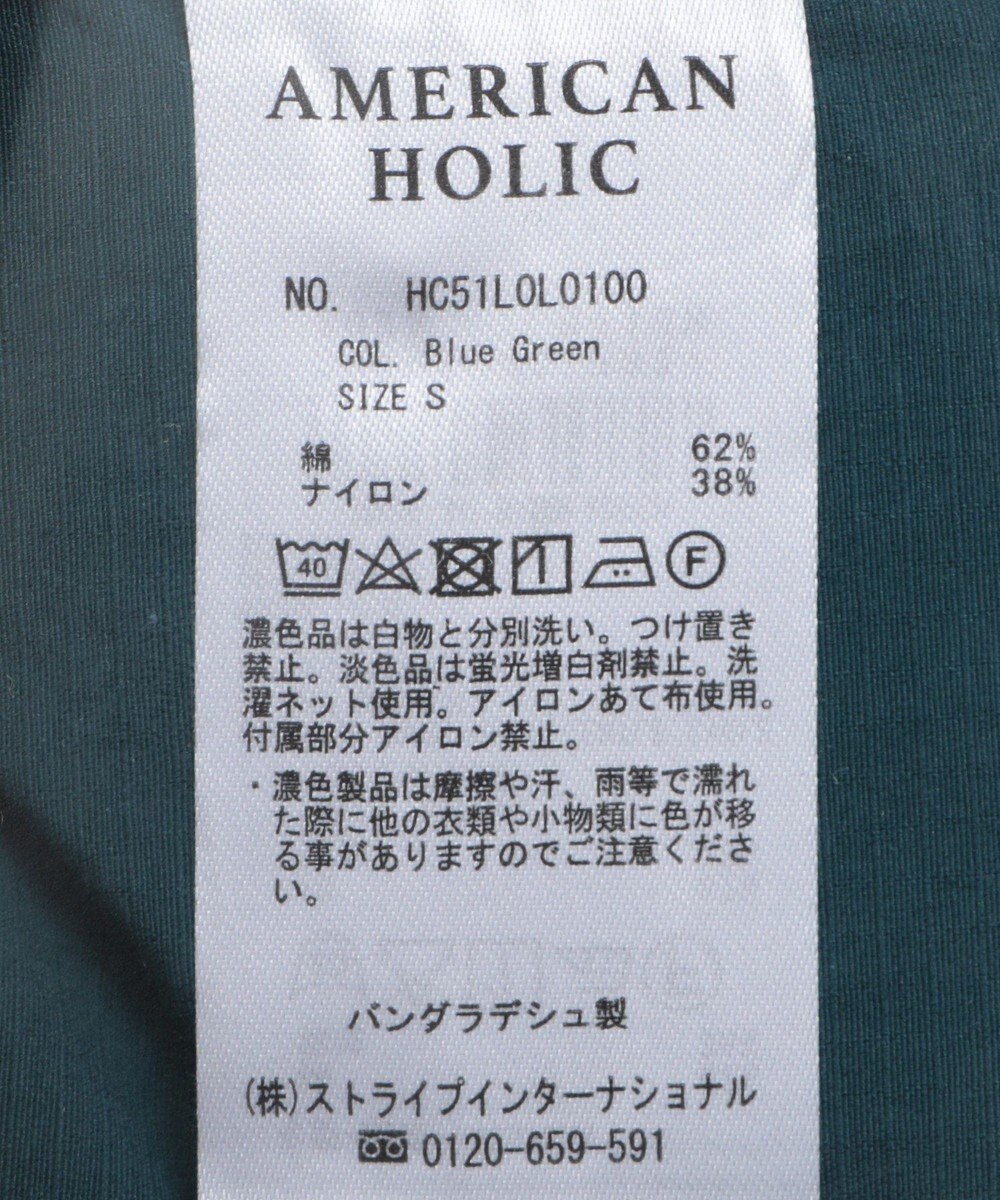 AMERICAN
HOLIC
NO. HC51L0L0100
COL. Blue Green
SIZE S
綿 62%
ナイロン 38%
40 F
濃色品は白物と分別洗い。つけ置き
禁止。淡色品は蛍光増白剤禁止。洗
濯ネット使用。アイロンあて布使用。
付属部分アイロン禁止。
・濃色製品は摩擦や汗、雨等で濡れ
た際に他の衣類や小物類に色が移
る事がありますのでご注意くださ
い。
バングラデシュ製
(株)ストライプインターナショナル
0120-659-591